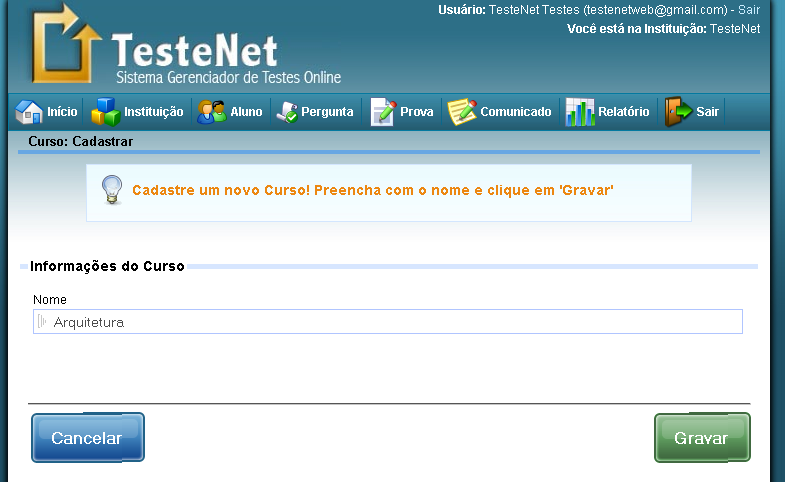 Usuário: TesteNet Testes (testenetweb@gmail.com) - Sair
Você está na Instituição: TesteNet
TesteNet
Sistema Gerenciador de Testes Online
Início Instituição Aluno Pergunta Prova Comunicado Relatório Sair
Curso: Cadastrar
Cadastre um novo Curso! Preencha com o nome e clique em 'Gravar'
Informações do Curso
Nome
Arquitetura
Cancelar Gravar